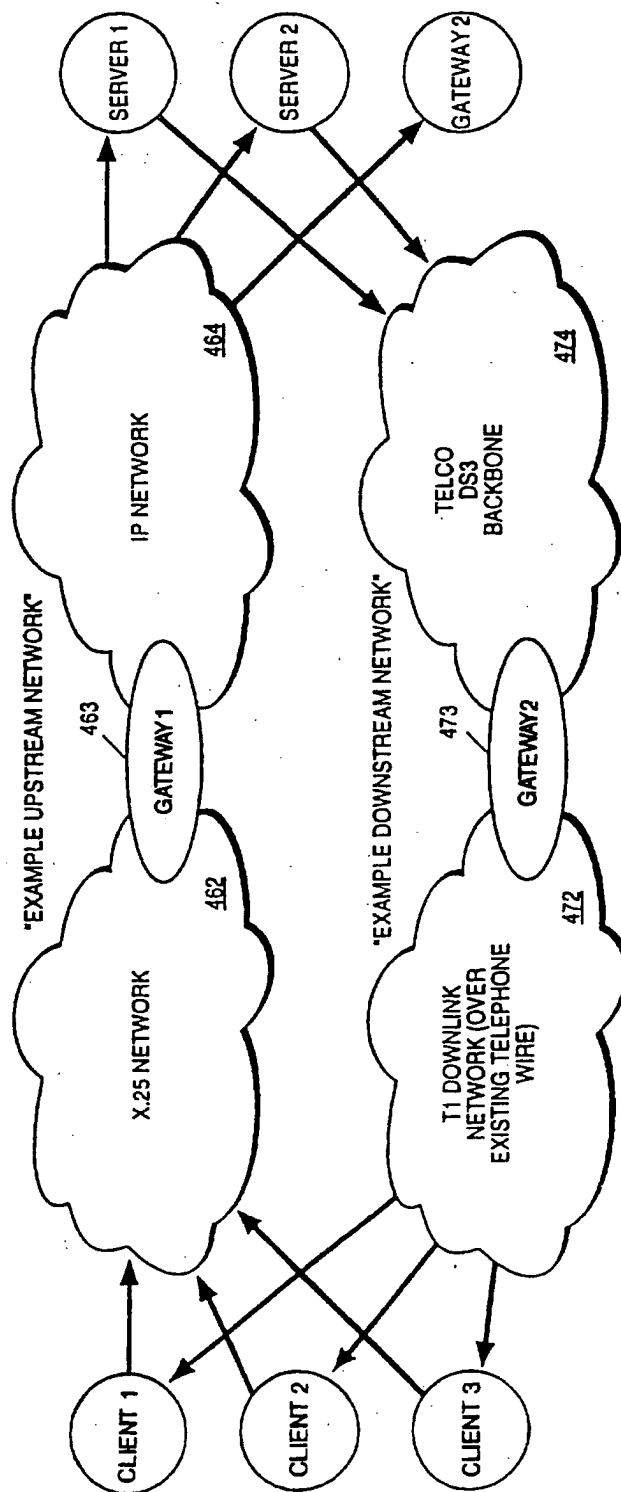 "EXAMPLE UPSTREAM NETWORK"
CLIENT 1
CLIENT 2
CLIENT 3
X.25 NETWORK
462
463
GATEWAY1
IP NETWORK
464
SERVER 1
SERVER 2
GATEWAY 2
"EXAMPLE DOWNSTREAM NETWORK"
T1 DOWNLINK
NETWORK (OVER
EXISTING TELEPHONE
WIRE)
472
473
GATEWAY2
TELCO
DS3
BACKBONE
474